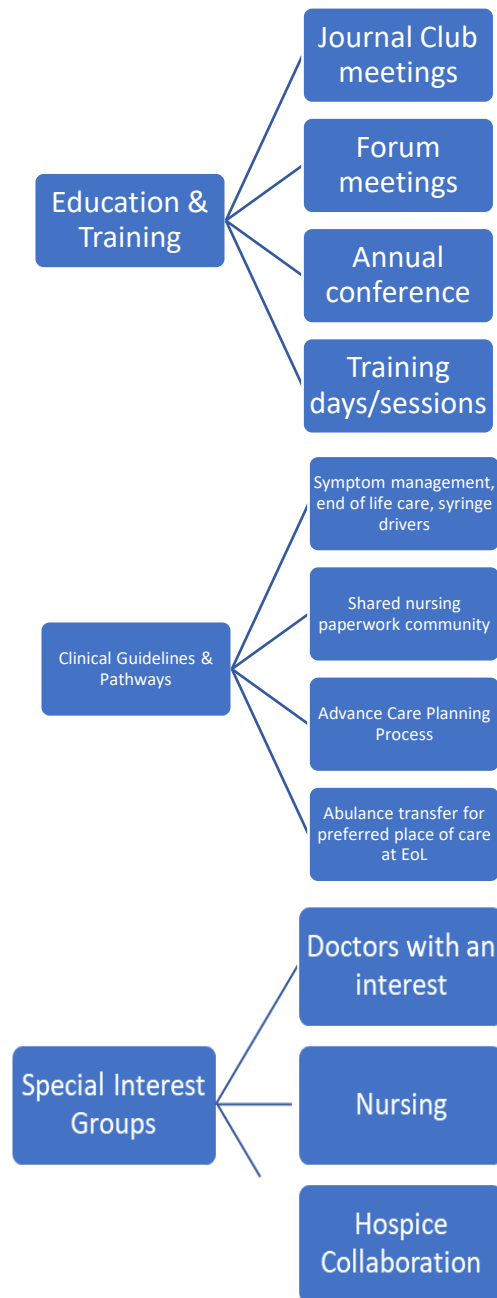 Journal Club
meetings
Forum
meetings
Education &
Training
Annual
conference
Training
days/sessions
Symptom management,
end of life care, syringe
drivers
Shared nursing
paperwork community
Clinical Guidelines &
Pathways
Advance Care Planning
Process
Abulance transfer for
preferred place of care
at EoL
Doctors with an
interest
Special Interest
Groups
Nursing
Hospice
Collaboration